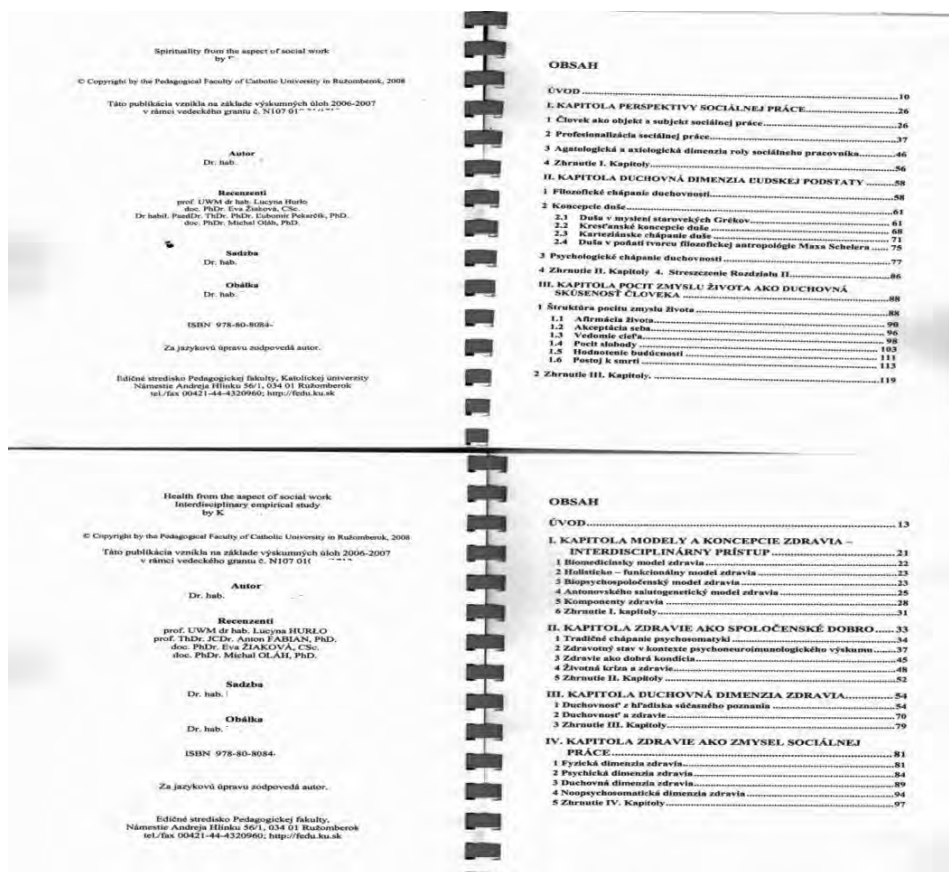 Spirituality from the aspect of social work
by
© Copyright by the Pedagogical Faculty of Catholic University in Ružomberok, 2008
Táto publikácia vznikla na základe výskumných úloh 2006-2007
v rámci vedeckého grantu č. N107 01
Autor
Dr. hab.
Recenzenti
prof. UWM dr hab. Lucyna Hurło
doc. PhDr. Eva Žiaková, CSc.
Dr habil. PaedDr. ThDr. PhDr. Ľubomír Pekarčík, PhD.
doc. PhDr. Michal Oláh, PhD.
Sadzba
Dr. hab.
Obálka
Dr. hab
ISBN 978-80-8084-
Za jazykovú úpravu zodpovedá autor.
Edičné stredisko Pedagogickej fakulty, Katolíckej univerzity
Námestie Andreja Hlinku 56/1, 034 01 Ružomberok
tel./fax 00421-44-4320960; http://fedu.ku.sk
OBSAH
ÚVOD ..... 10
I. KAPITOLA PERSPEKTIVY SOCIÁLNEJ PRÁCE..... 26
1 Človek ako objekt a subjekt sociálnej práce..... 26
2 Profesionalizácia sociálnej práce..... 37
3 Agatologická a axiologická dimenzia roly sociálneho pracovníka..... 46
4 Zhrnutie I. Kapitoly..... 56
II. KAPITOLA DUCHOVNÁ DIMENZIA ĽUDSKEJ PODSTATY ..... 58
1 Filozofické chápanie duchovnosti..... 58
2 Koncepcie duše..... 61
2.1 Duša v myslení starovekých Grékov..... 61
2.2 Kresťanské koncepcie duše..... 68
2.3 Karteziánske chápanie duše..... 71
2.4 Duša v poňatí tvorcu filozofickej antropológie Maxa Schelera ..... 75
3 Psychologické chápanie duchovnosti..... 77
4 Zhrnutie II. Kapitoly 4. Streszczenie Rozdziału II..... 86
III. KAPITOLA POCIT ZMYSLU ŽIVOTA AKO DUCHOVNÁ
SKÚSENOSŤ ČLOVEKA ..... 88
1 Štruktúra pocitu zmyslu života..... 88
1.1 Afirmácia života..... 90
1.2 Akceptácia seba..... 96
1.3 Vedomie cieľa..... 98
1.4 Pocit slobody..... 103
1.5 Hodnotenie budúcnosti..... 111
1.6 Postoj k smrti..... 113
2 Zhrnutie III. Kapitoly. ..... 119
Health from the aspect of social work
Interdisciplinary empirical study
by K
© Copyright by the Pedagogical Faculty of Catholic University in Ružomberok, 2008
Táto publikácia vznikla na základe výskumných úloh 2006-2007
v rámci vedeckého grantu č. N107 01
Autor
Dr. hab.
Recenzenti
prof. UWM dr hab. Lucyna HURŁO
prof. ThDr. JCDr. Anton FABIAN, PhD.
doc. PhDr. Eva ŽIAKOVÁ, CSc.
doc. PhDr. Michal OLÁH, PhD.
Sadzba
Dr. hab.
Obálka
Dr. hab.
ISBN 978-80-8084-
Za jazykovú úpravu zodpovedá autor.
Edičné stredisko Pedagogickej fakulty,
Námestie Andreja Hlinku 56/1, 034 01 Ružomberok
tel./fax 00421-44-4320960; http://fedu.ku.sk
OBSAH
ÚVOD..... 13
I. KAPITOLA MODELY A KONCEPCIE ZDRAVIA –
INTERDISCIPLINÁRNY PRÍSTUP ..... 21
1 Biomedicínsky model zdravia..... 22
2 Holisticko – funkcionálny model zdravia..... 23
3 Biopsychospoločenský model zdravia..... 23
4 Antonovského salutogenetický model zdravia..... 25
5 Komponenty zdravia..... 28
6 Zhrnutie I. kapitoly..... 31
II. KAPITOLA ZDRAVIE AKO SPOLOČENSKÉ DOBRO..... 33
1 Tradičné chápanie psychosomatyki..... 34
2 Zdravotný stav v kontexte psychoneuroimunologického výskumu..... 37
3 Zdravie ako dobrá kondícia..... 45
4 Životná kríza a zdravie..... 48
5 Zhrnutie II. Kapitoly..... 52
III. KAPITOLA DUCHOVNÁ DIMENZIA ZDRAVIA..... 54
1 Duchovnosť z hľadiska súčasného poznania..... 54
2 Duchovnosť a zdravie..... 70
3 Zhrnutie III. Kapitoly..... 79
IV. KAPITOLA ZDRAVIE AKO ZMYSEL SOCIÁLNEJ
PRÁCE..... 81
1 Fyzická dimenzia zdravia..... 81
2 Psychická dimenzia zdravia..... 84
3 Duchovná dimenzia zdravia..... 89
4 Noopsychosomatická dimenzia zdravia..... 94
5 Zhrnutie IV. Kapitoly..... 97